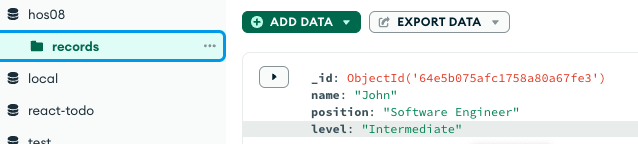 hos08
records
local
react-todo
test
ADD DATA
EXPORT DATA
_id: ObjectId('64e5b075afc1758a80a67fe3')
name: "John"
position: "Software Engineer"
level: "Intermediate"